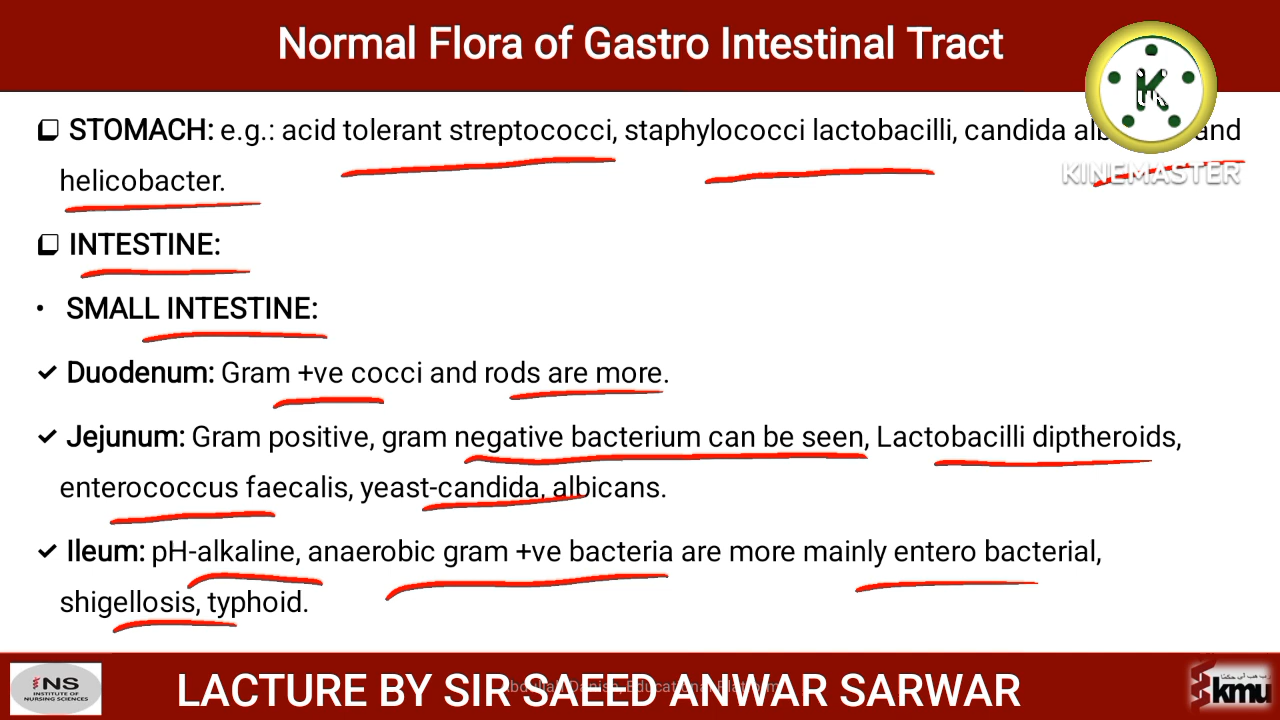 Normal Flora of Gastro Intestinal Tract
K
STOMACH: e.g.: acid tolerant streptococci, staphylococci lactobacilli, candida and
KINEMASTER
helicobacter.
INTESTINE:
SMALL INTESTINE:
Duodenum: Gram +ve cocci and rods are more.
Jejunum: Gram positive, gram negative bacterium can be seen, Lactobacilli diptheroids,
enterococcus faecalis, yeast-candida, albicans.
Ileum: pH-alkaline, anaerobic gram +ve bacteria are more mainly entero bacterial,
shigellosis, typhoid.
INS
INSTITUTE OF
NURSING SCIENCES
LACTURE BY SIR SAEED ANWAR SARWAR
kmu